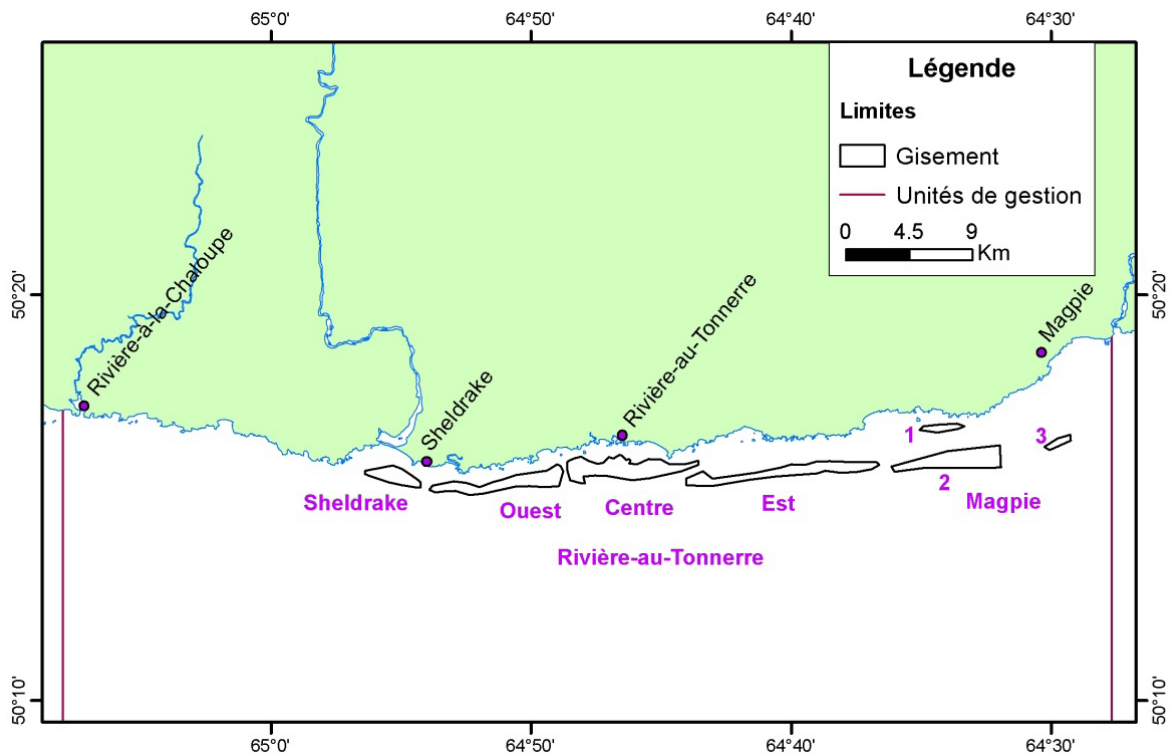 65°0'
64°50'
64°40'
64°30'
Légende
Limites
Gisement
Unités de gestion
0 4.5 9
Km
50°20'
50°20'
Rivière-à-la-Chaloupe
Sheldrake
Rivière-au-Tonnerre
Magpie
1
3
2
Sheldrake
Ouest
Centre
Est
Magpie
Rivière-au-Tonnerre
50°10'
50°10'
65°0'
64°50'
64°40'
64°30'